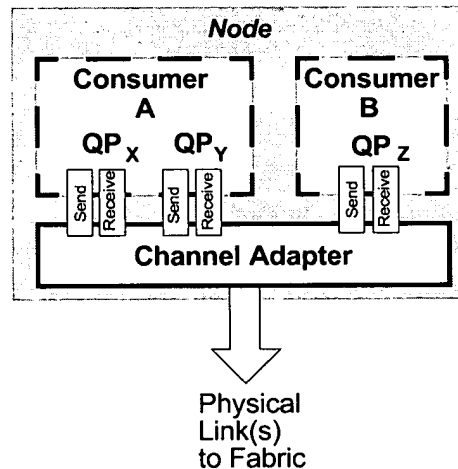 Node
Consumer
A
Consumer
B
QPX
QPY
QPZ
Send
Receive
Send
Receive
Send
Receive
Channel Adapter
Physical
Link(s)
to Fabric